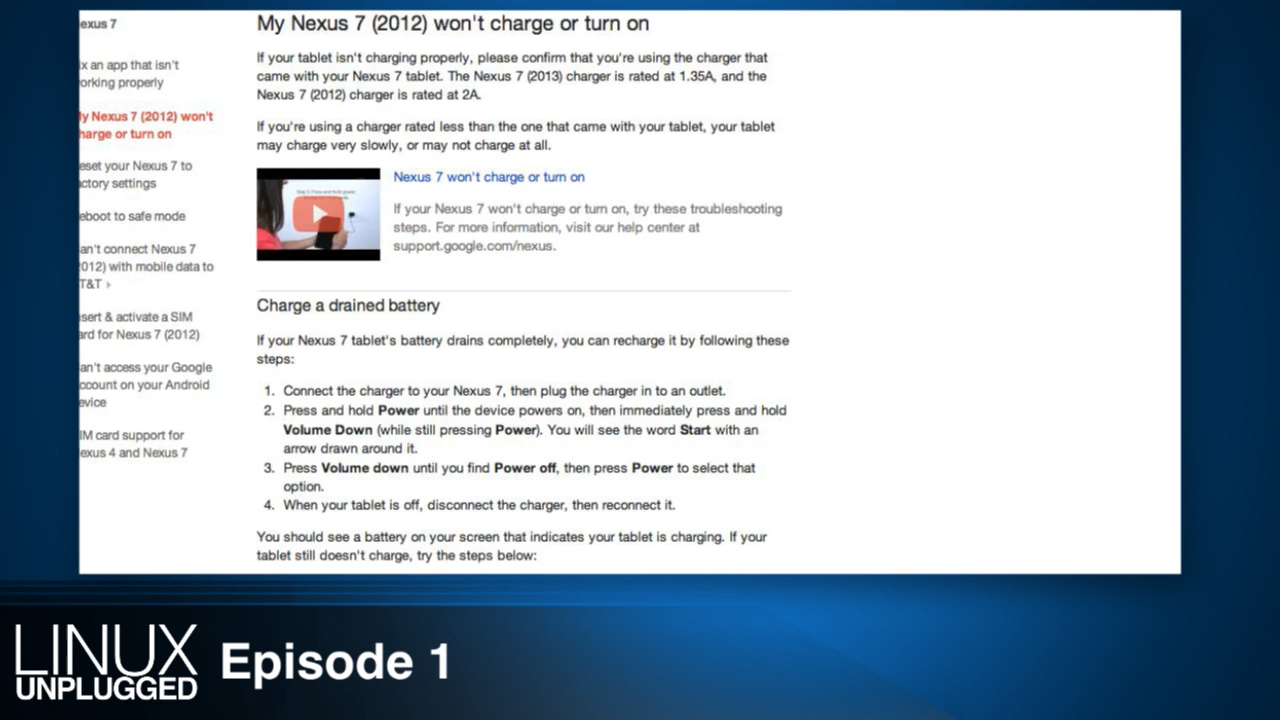 exus 7
x an app that isn't
orking properly
ly Nexus 7 (2012) won't
harge or turn on
eset your Nexus 7 to
actory settings
eboot to safe mode
an't connect Nexus 7
012) with mobile data to
T&T ▸
sert & activate a SIM
ard for Nexus 7 (2012)
an't access your Google
ccount on your Android
evice
IM card support for
exus 4 and Nexus 7
My Nexus 7 (2012) won't charge or turn on
If your tablet isn't charging properly, please confirm that you're using the charger that
came with your Nexus 7 tablet. The Nexus 7 (2013) charger is rated at 1.35A, and the
Nexus 7 (2012) charger is rated at 2A.
If you're using a charger rated less than the one that came with your tablet, your tablet
may charge very slowly, or may not charge at all.
Nexus 7 won't charge or turn on
If your Nexus 7 won't charge or turn on, try these troubleshooting
steps. For more information, visit our help center at
support.google.com/nexus.
Charge a drained battery
If your Nexus 7 tablet's battery drains completely, you can recharge it by following these
steps:
1. Connect the charger to your Nexus 7, then plug the charger in to an outlet.
2. Press and hold Power until the device powers on, then immediately press and hold
Volume Down (while still pressing Power). You will see the word Start with an
arrow drawn around it.
3. Press Volume down until you find Power off, then press Power to select that
option.
4. When your tablet is off, disconnect the charger, then reconnect it.
You should see a battery on your screen that indicates your tablet is charging. If your
tablet still doesn't charge, try the steps below:
LINUX
UNPLUGGED
Episode 1